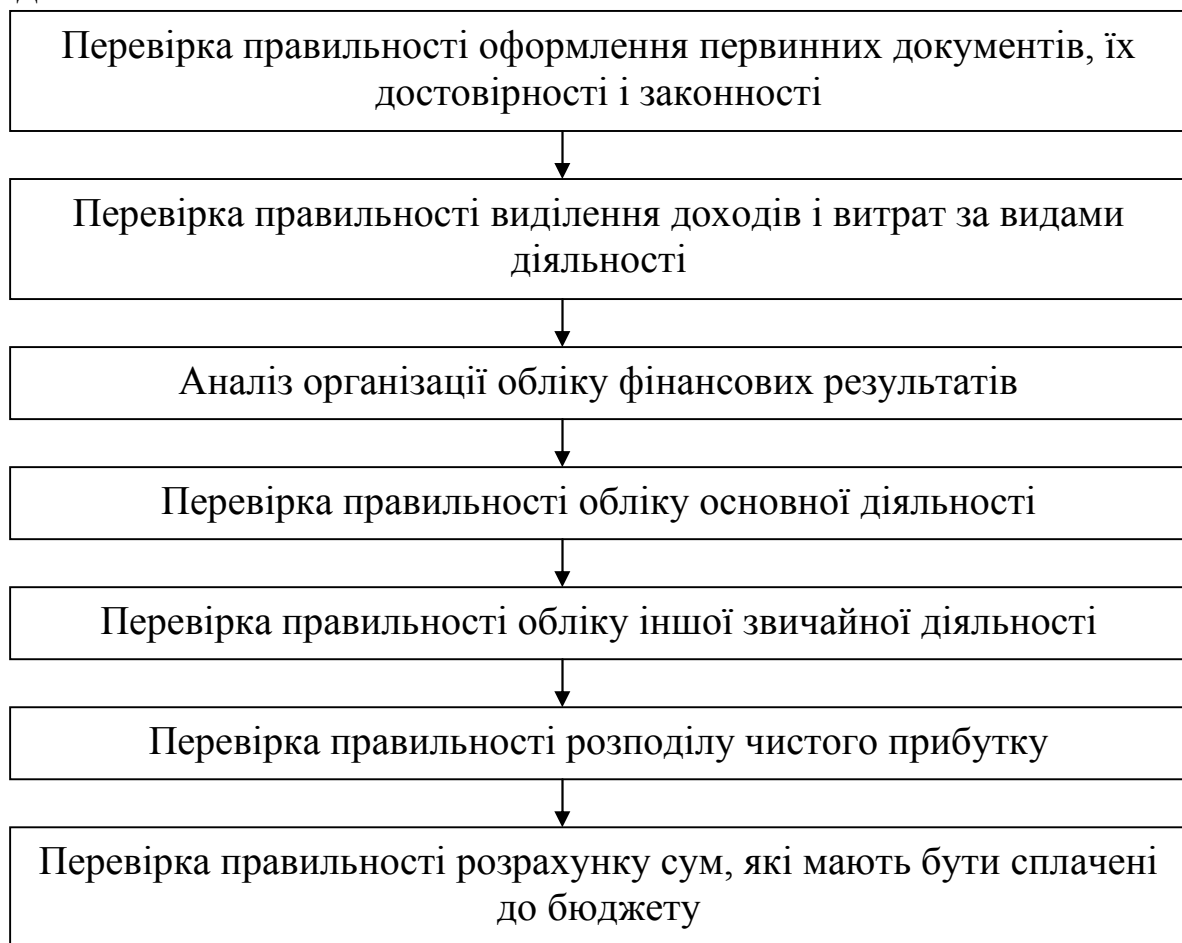 Перевірка правильності оформлення первинних документів, їх
достовірності і законності
Перевірка правильності виділення доходів і витрат за видами
діяльності
Аналіз організації обліку фінансових результатів
Перевірка правильності обліку основної діяльності
Перевірка правильності обліку іншої звичайної діяльності
Перевірка правильності розподілу чистого прибутку
Перевірка правильності розрахунку сум, які мають бути сплачені
до бюджету